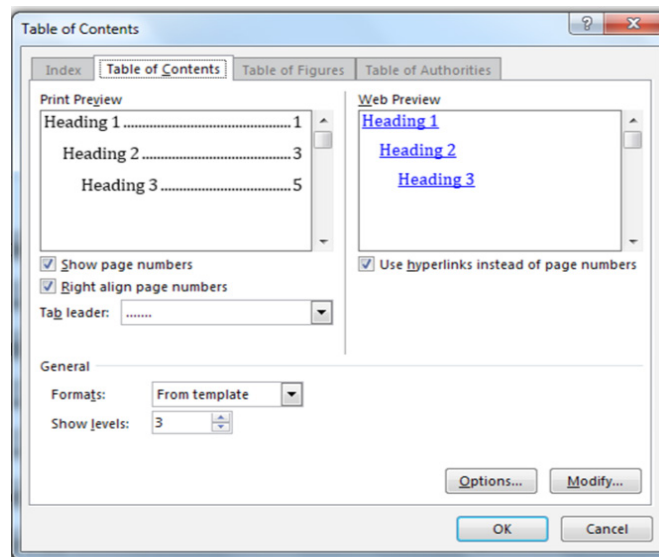 Table of Contents
Index Table of Contents Table of Figures Table of Authorities
Print Preview
Heading 1 ............................................. 1
Heading 2 ........................................ 3
Heading 3 ................................... 5
Web Preview
Heading 1
Heading 2
Heading 3
Show page numbers
Right align page numbers
Use hyperlinks instead of page numbers
Tab leader: .......
General
Formats: From template
Show levels: 3
Options... Modify...
OK Cancel